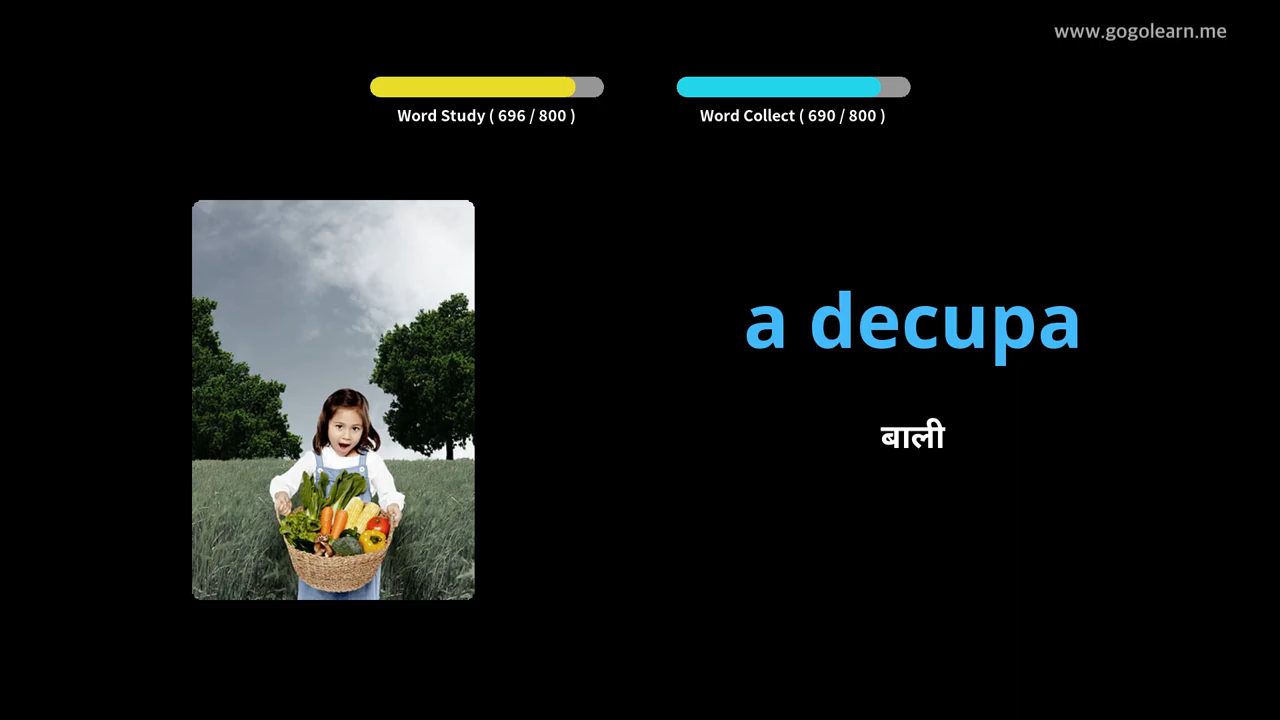 www.gogolearn.me
Word Study ( 696 / 800 )
Word Collect ( 690 / 800 )
a decupa
बाली